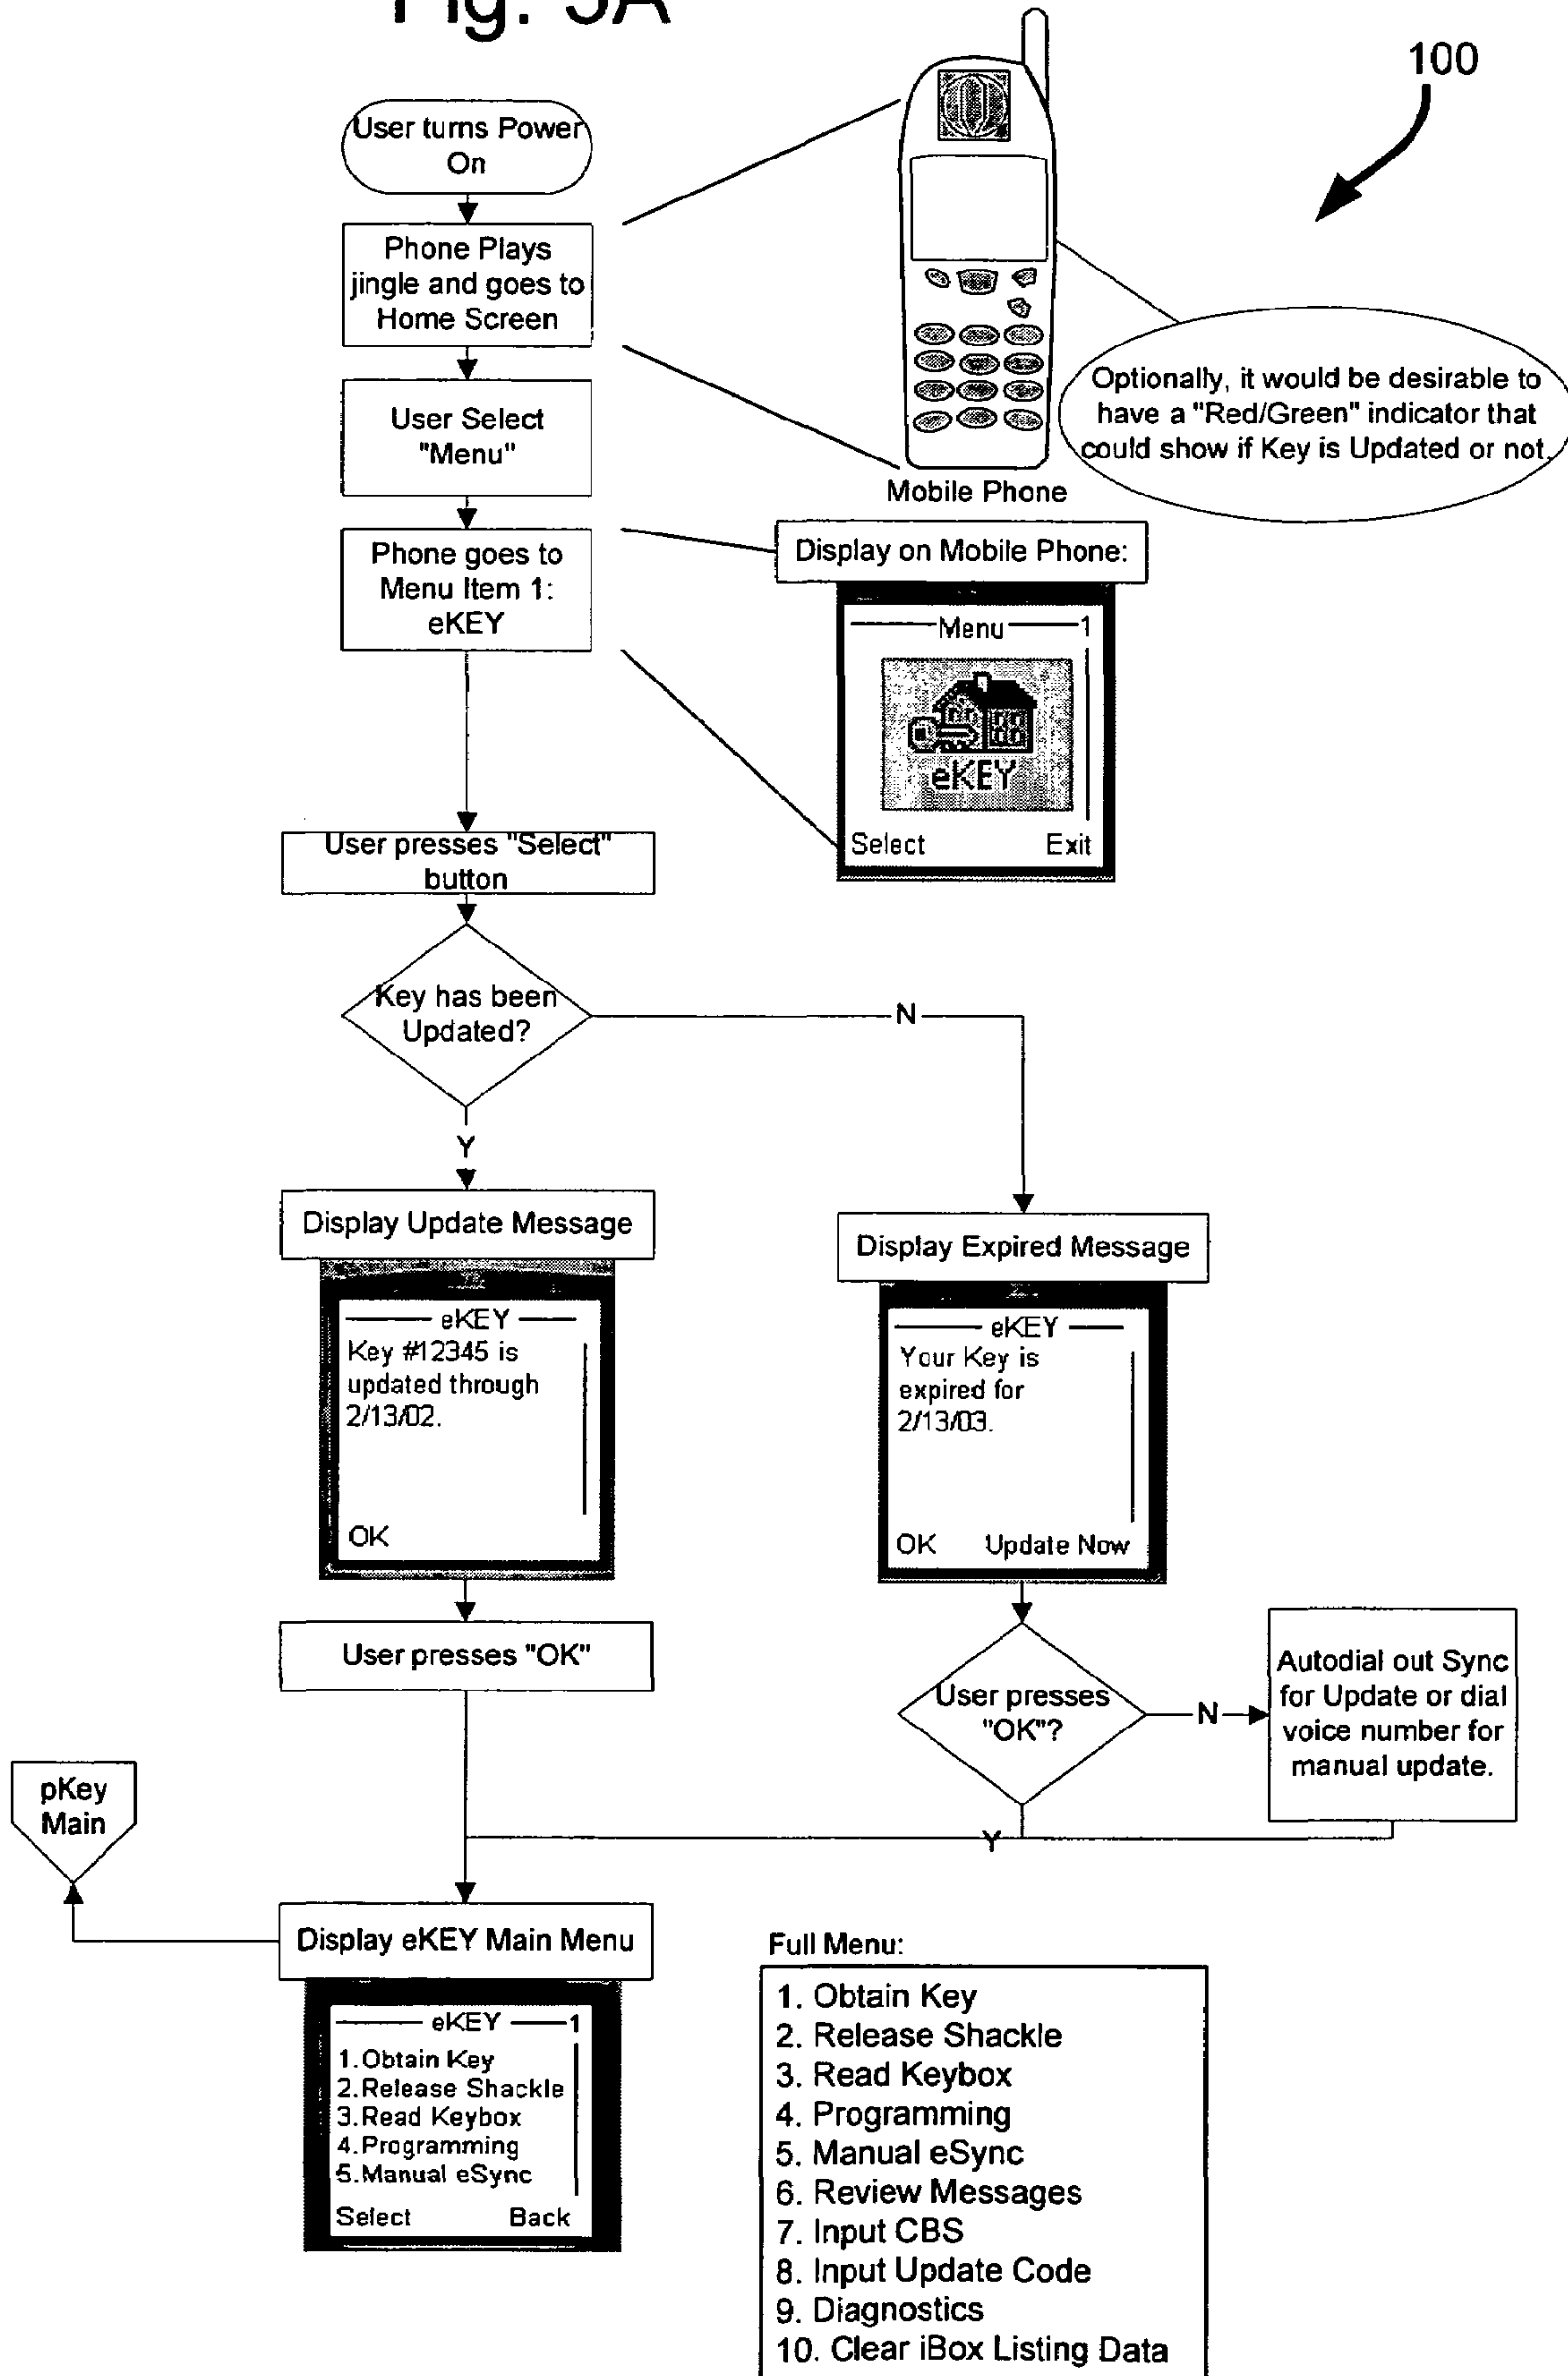 Fig. 3A
100
User turns Power
On
Phone Plays
jingle and goes to
Home Screen
User Select
"Menu"
Phone goes to
Menu Item 1:
eKEY
Optionally, it would be desirable to
have a "Red/Green" indicator that
could show if Key is Updated or not.
Mobile Phone
Display on Mobile Phone:
Menu 1
eKEY
Select Exit
User presses "Select"
button
Key has been
Updated?
N
Y
Display Update Message
eKEY
Key #12345 is
updated through
2/13/02.
OK
Display Expired Message
eKEY
Your Key is
expired for
2/13/03.
OK Update Now
User presses "OK"
User presses
"OK"?
N
Autodial out Sync
for Update or dial
voice number for
manual update.
Y
pKey
Main
Display eKEY Main Menu
eKEY 1
1.Obtain Key
2.Release Shackle
3.Read Keybox
4.Programming
5.Manual eSync
Select Back
Full Menu:
1. Obtain Key
2. Release Shackle
3. Read Keybox
4. Programming
5. Manual eSync
6. Review Messages
7. Input CBS
8. Input Update Code
9. Diagnostics
10. Clear iBox Listing Data